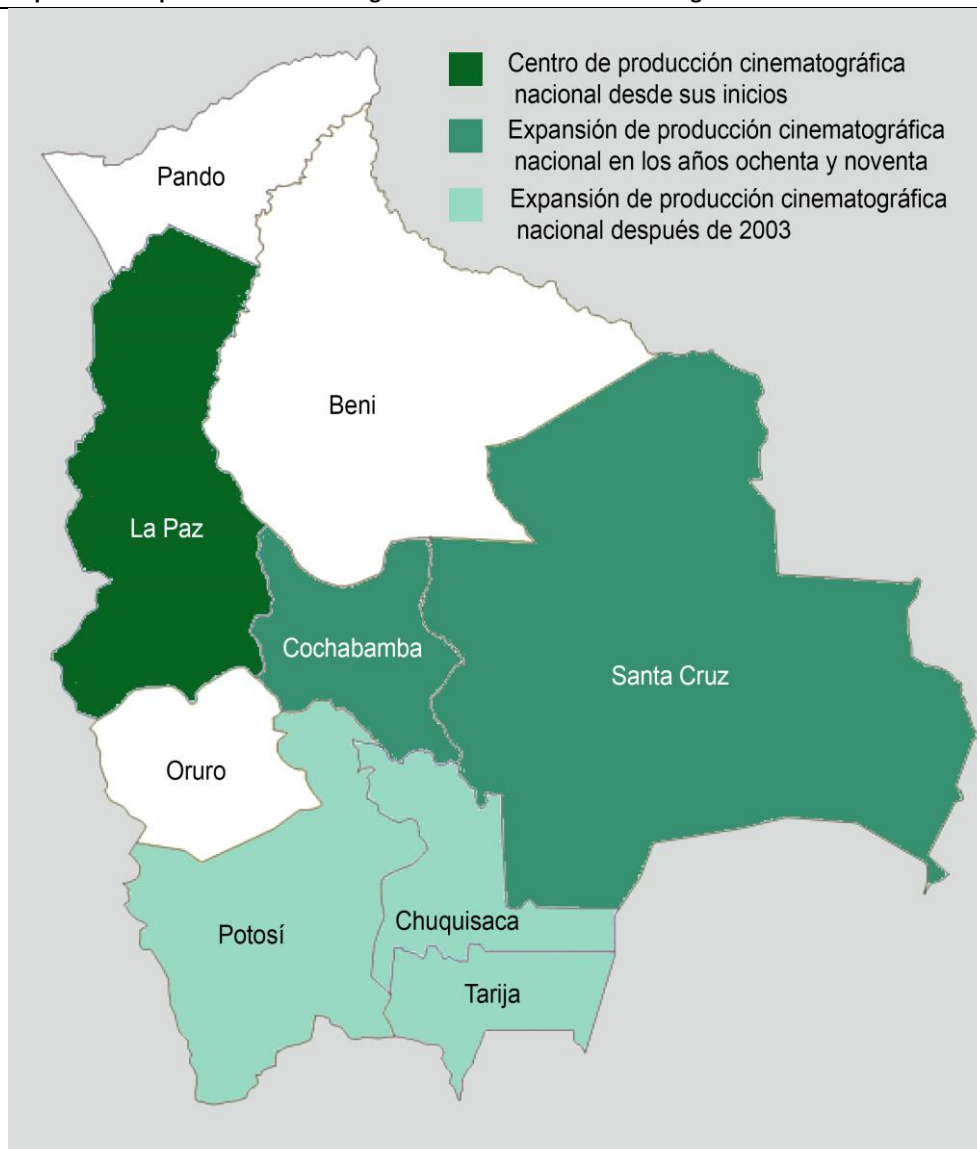 Centro de producción cinematográfica
nacional desde sus inicios
Expansión de producción cinematográfica
nacional en los años ochenta y noventa
Expansión de producción cinematográfica
nacional después de 2003
Pando
Beni
La Paz
Cochabamba
Santa Cruz
Oruro
Potosí
Chuquisaca
Tarija